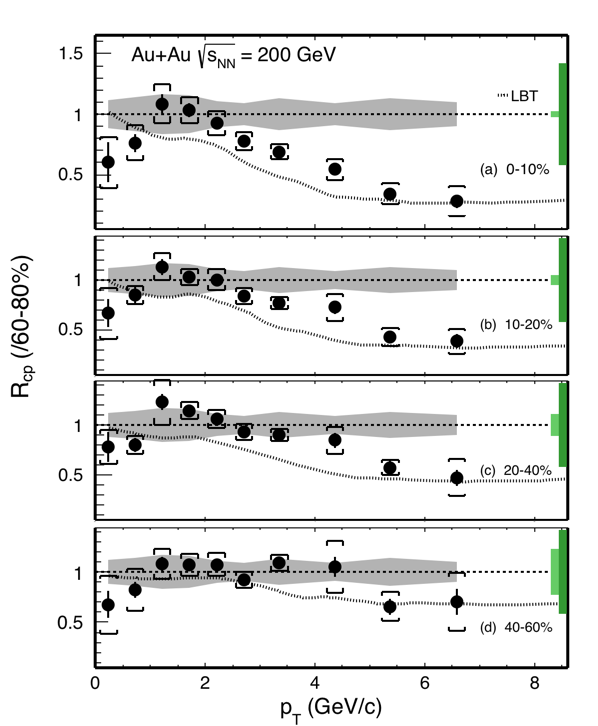 Au+Au √sNN = 200 GeV
1.5
LBT
1
0.5
(a) 0-10%
1
0.5
(b) 10-20%
1
0.5
(c) 20-40%
1
0.5
(d) 40-60%
0 2 4 6 8
pT (GeV/c)
Rcp (/60-80%)